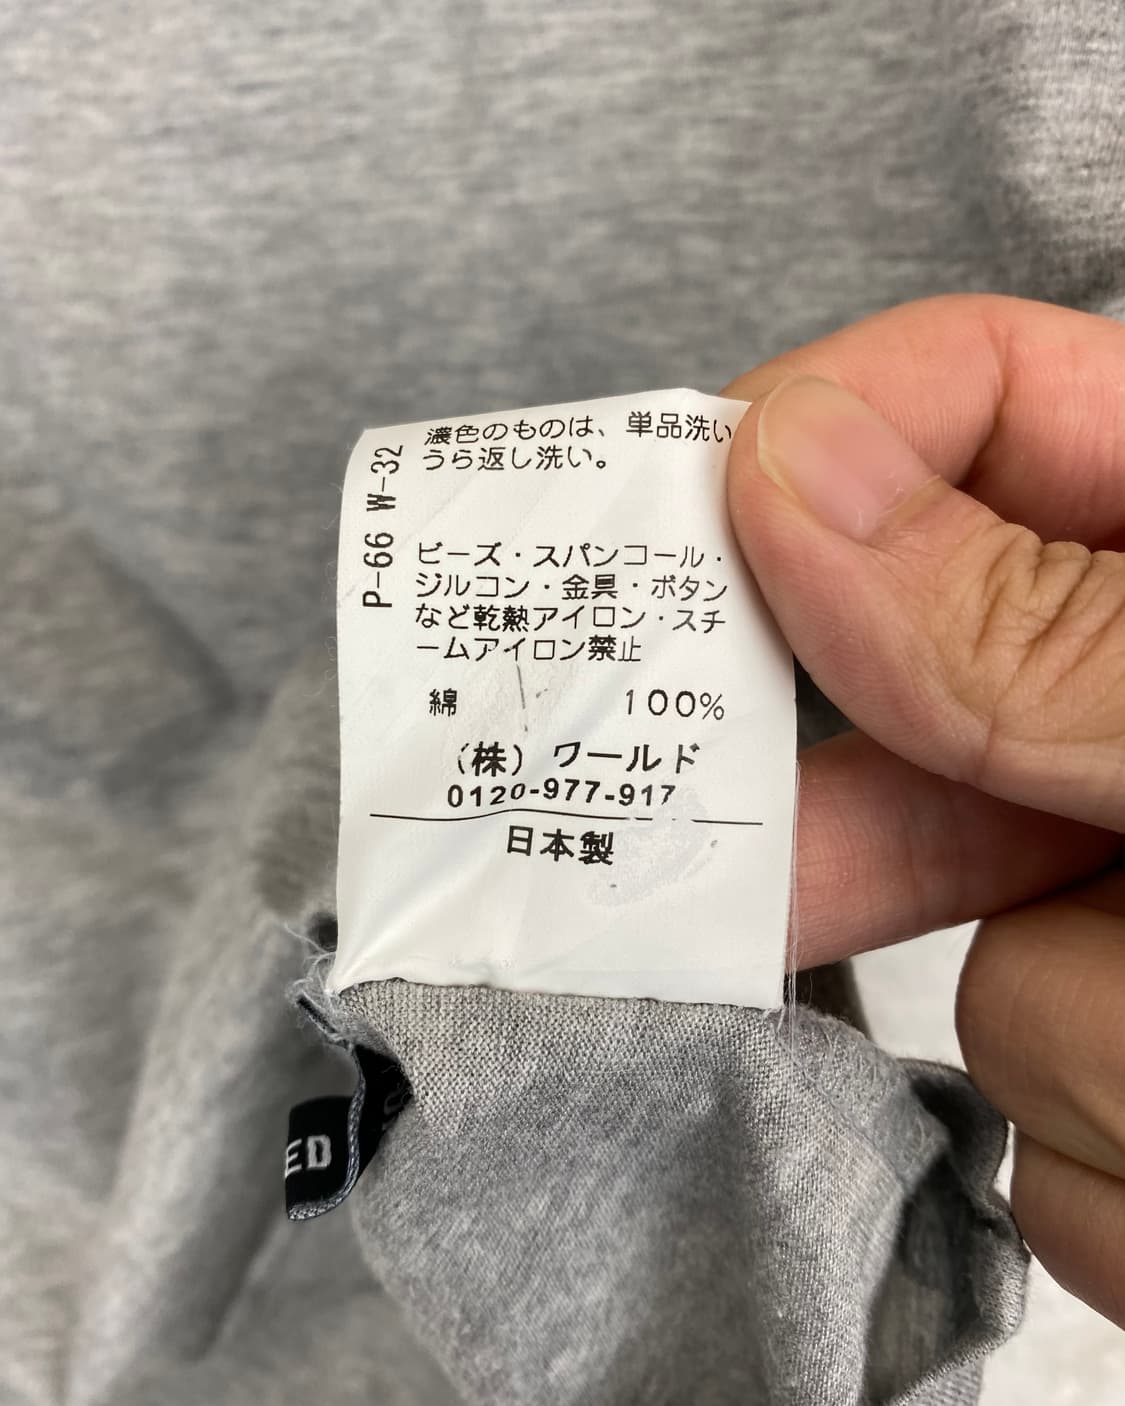 P-66 W-32
濃色のものは、単品洗い
うら返し洗い。
ビーズ・スパンコール・
ジルコン・金具・ボタン
など乾熱アイロン・スチ
ームアイロン禁止
綿 100%
(株) ワールド
0120-977-917
日本製
ED